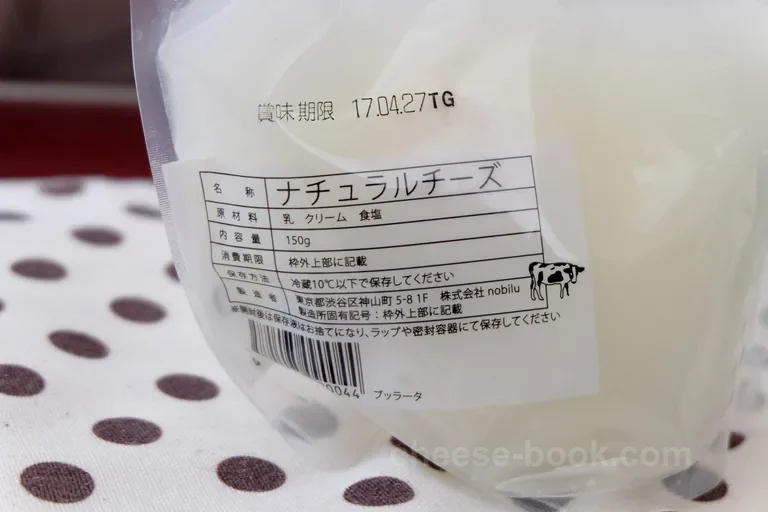 賞味期限 17.04.27TG
名称 ナチュラルチーズ
原材料 乳 クリーム 食塩
内容量 150g
消費期限 枠外上部に記載
保存方法 冷蔵10℃以下で保存してください
製造者 東京都渋谷区神山町5-8 1F 株式会社 nobilu
製造所固有記号：枠外上部に記載
※開封後は保存液はお捨てになり、ラップや密封容器にて保存してください
0044 ブッラータ
cheese-book.com